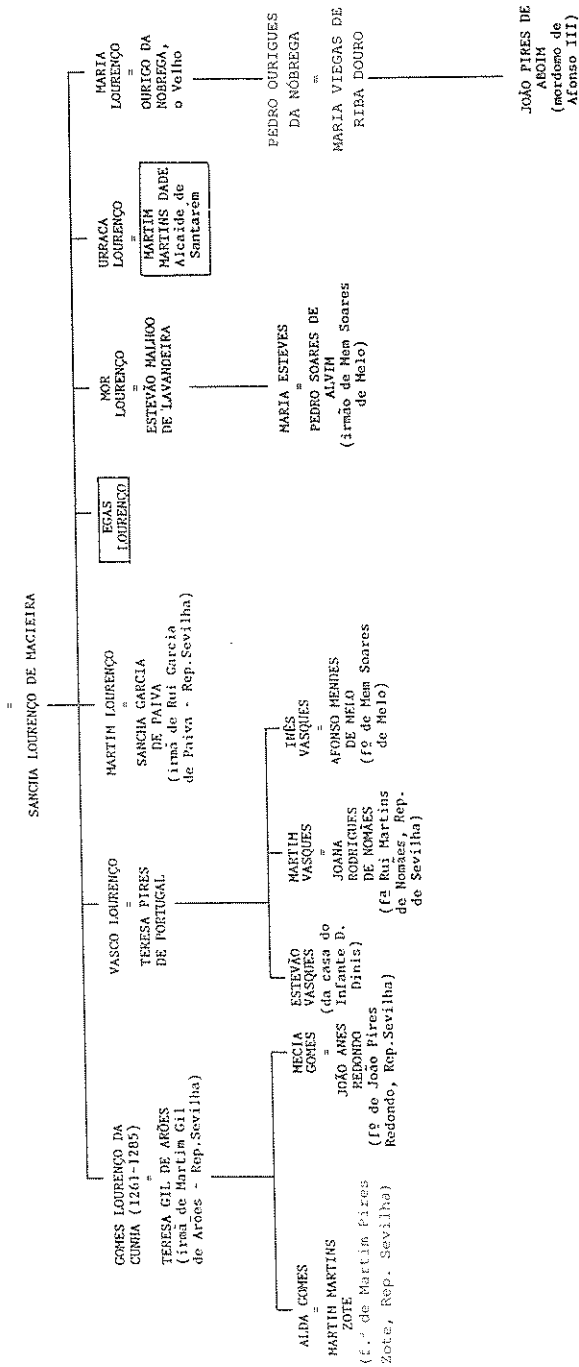 =
SANCHA LOURENÇO DE MACIEIRA
GOMES LOURENÇO DA
CUNHA (1261-1285)
=
TERESA GIL DE ARÕES
(irmã de Martim Gil
de Arões - Rep.Sevilha)
VASCO LOURENÇO
=
TERESA PIRES
DE PORTUGAL
MARTIM LOURENÇO
=
SANCHA GARCIA
DE PAIVA
(irmã de Rui Garcia
de Paiva - Rep.Sevilha)
EGAS
LOURENÇO
MOR
LOURENÇO
=
ESTEVÃO MALHOO
DE LAVANDEIRA
URRACA
LOURENÇO
=
MARTIM
MARTINS DADE
Alcaide de
Santarém
MARIA
LOURENÇO
=
OURIGO DA
NOBREGA,
o Velho
ALDA GOMES
=
MARTIM MARTINS
ZOTE
(f.º de Martim Pires
Zote, Rep. Sevilha)
MECIA
GOMES
=
JOÃO ANES
REDONDO
(fº de João Pires
Redondo, Rep.Sevilha)
ESTEVÃO
VASQUES
(da casa do
Infante D.
Dinis)
MARTIM
VASQUES
=
JOANA
RODRIGUES
DE NOMÃES
(fª Rui Martins
de Nomães, Rep.
de Sevilha)
INÊS
VASQUES
=
AFONSO MENDES
DE MELO
(fº de Mem Soares
de Melo)
MARIA ESTEVES
=
PEDRO SOARES DE
ALVIM
(irmão de Mem Soares
de Melo)
PEDRO OURIGUES
DA NÓBREGA
=
MARIA VIEGAS DE
RIBA DOURO
JOÃO PIRES DE
ABOIM
(mordomo de
Afonso III)